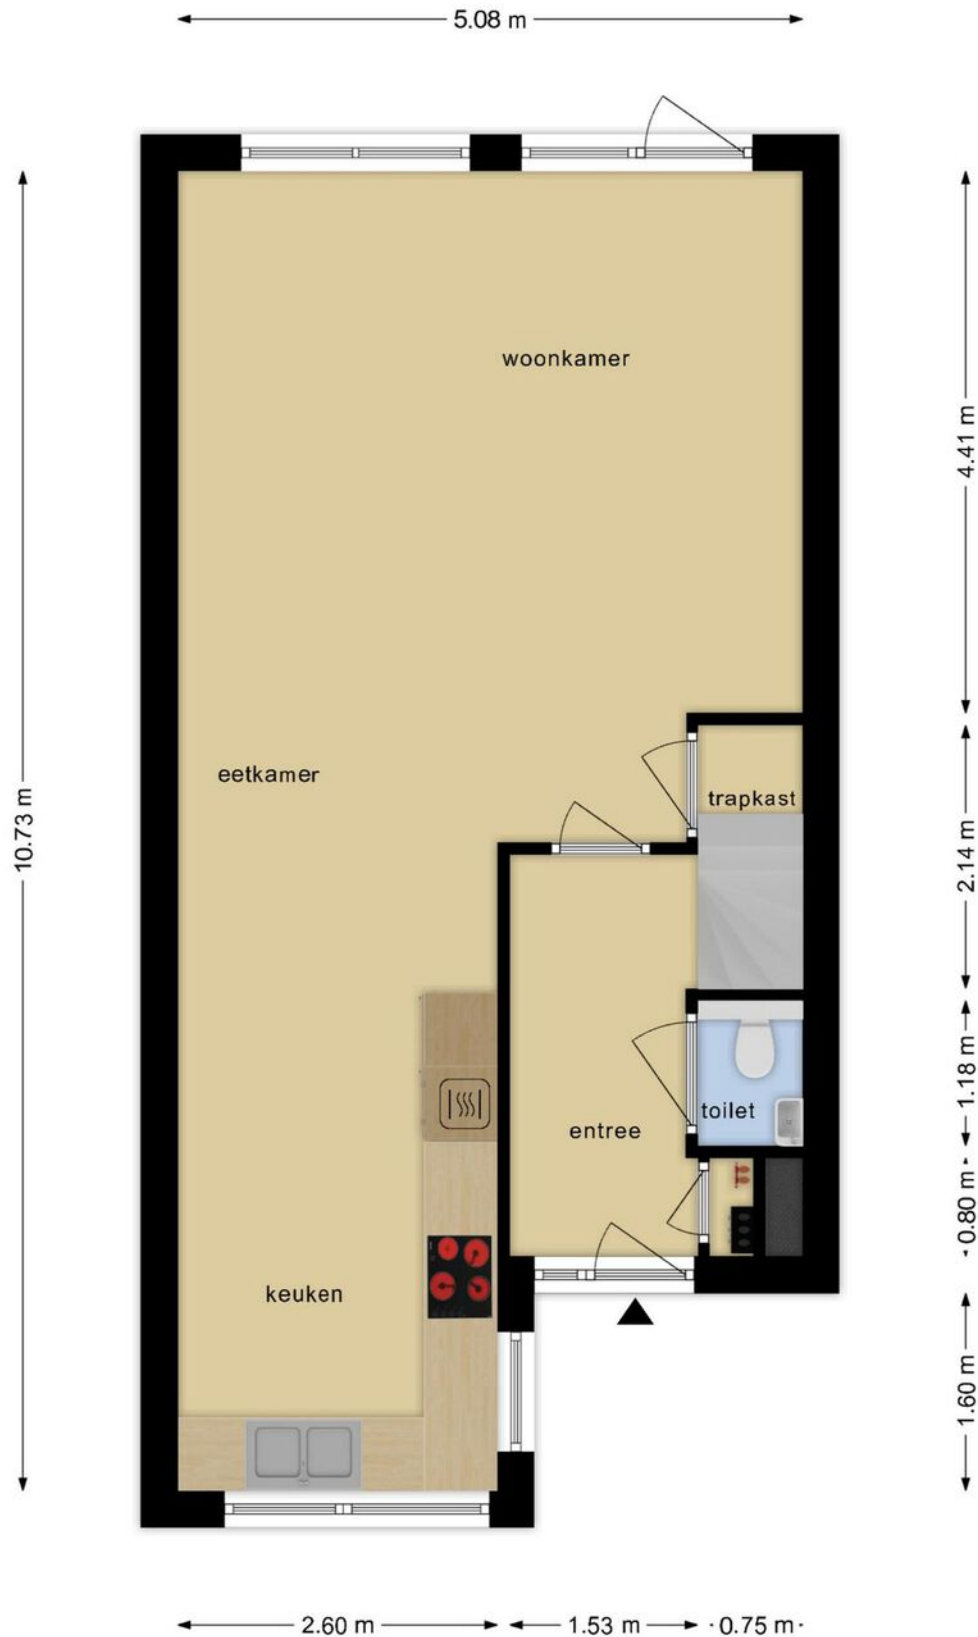 5.08 m
woonkamer
4.41 m
eetkamer
trapkast
10.73 m
2.14 m
toilet
1.18 m
entree
0.80 m
keuken
1.60 m
2.60 m
1.53 m
0.75 m